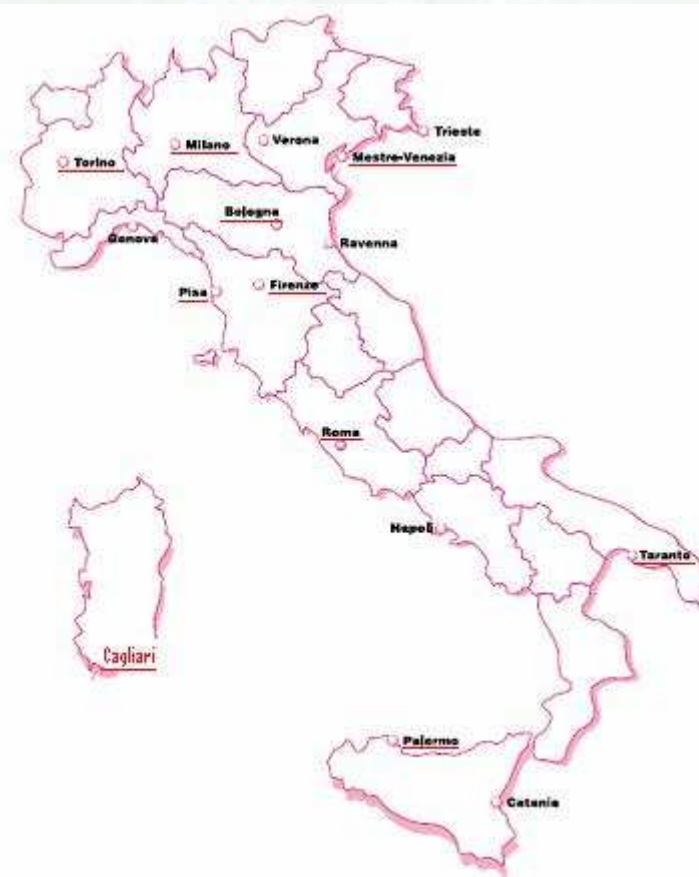 Trieste
Verona
Milano
Mestre-Venezia
Torino
Bologna
Genova
Ravenna
Pisa
Firenze
Roma
Napoli
Taranto
Cagliari
Palermo
Catania